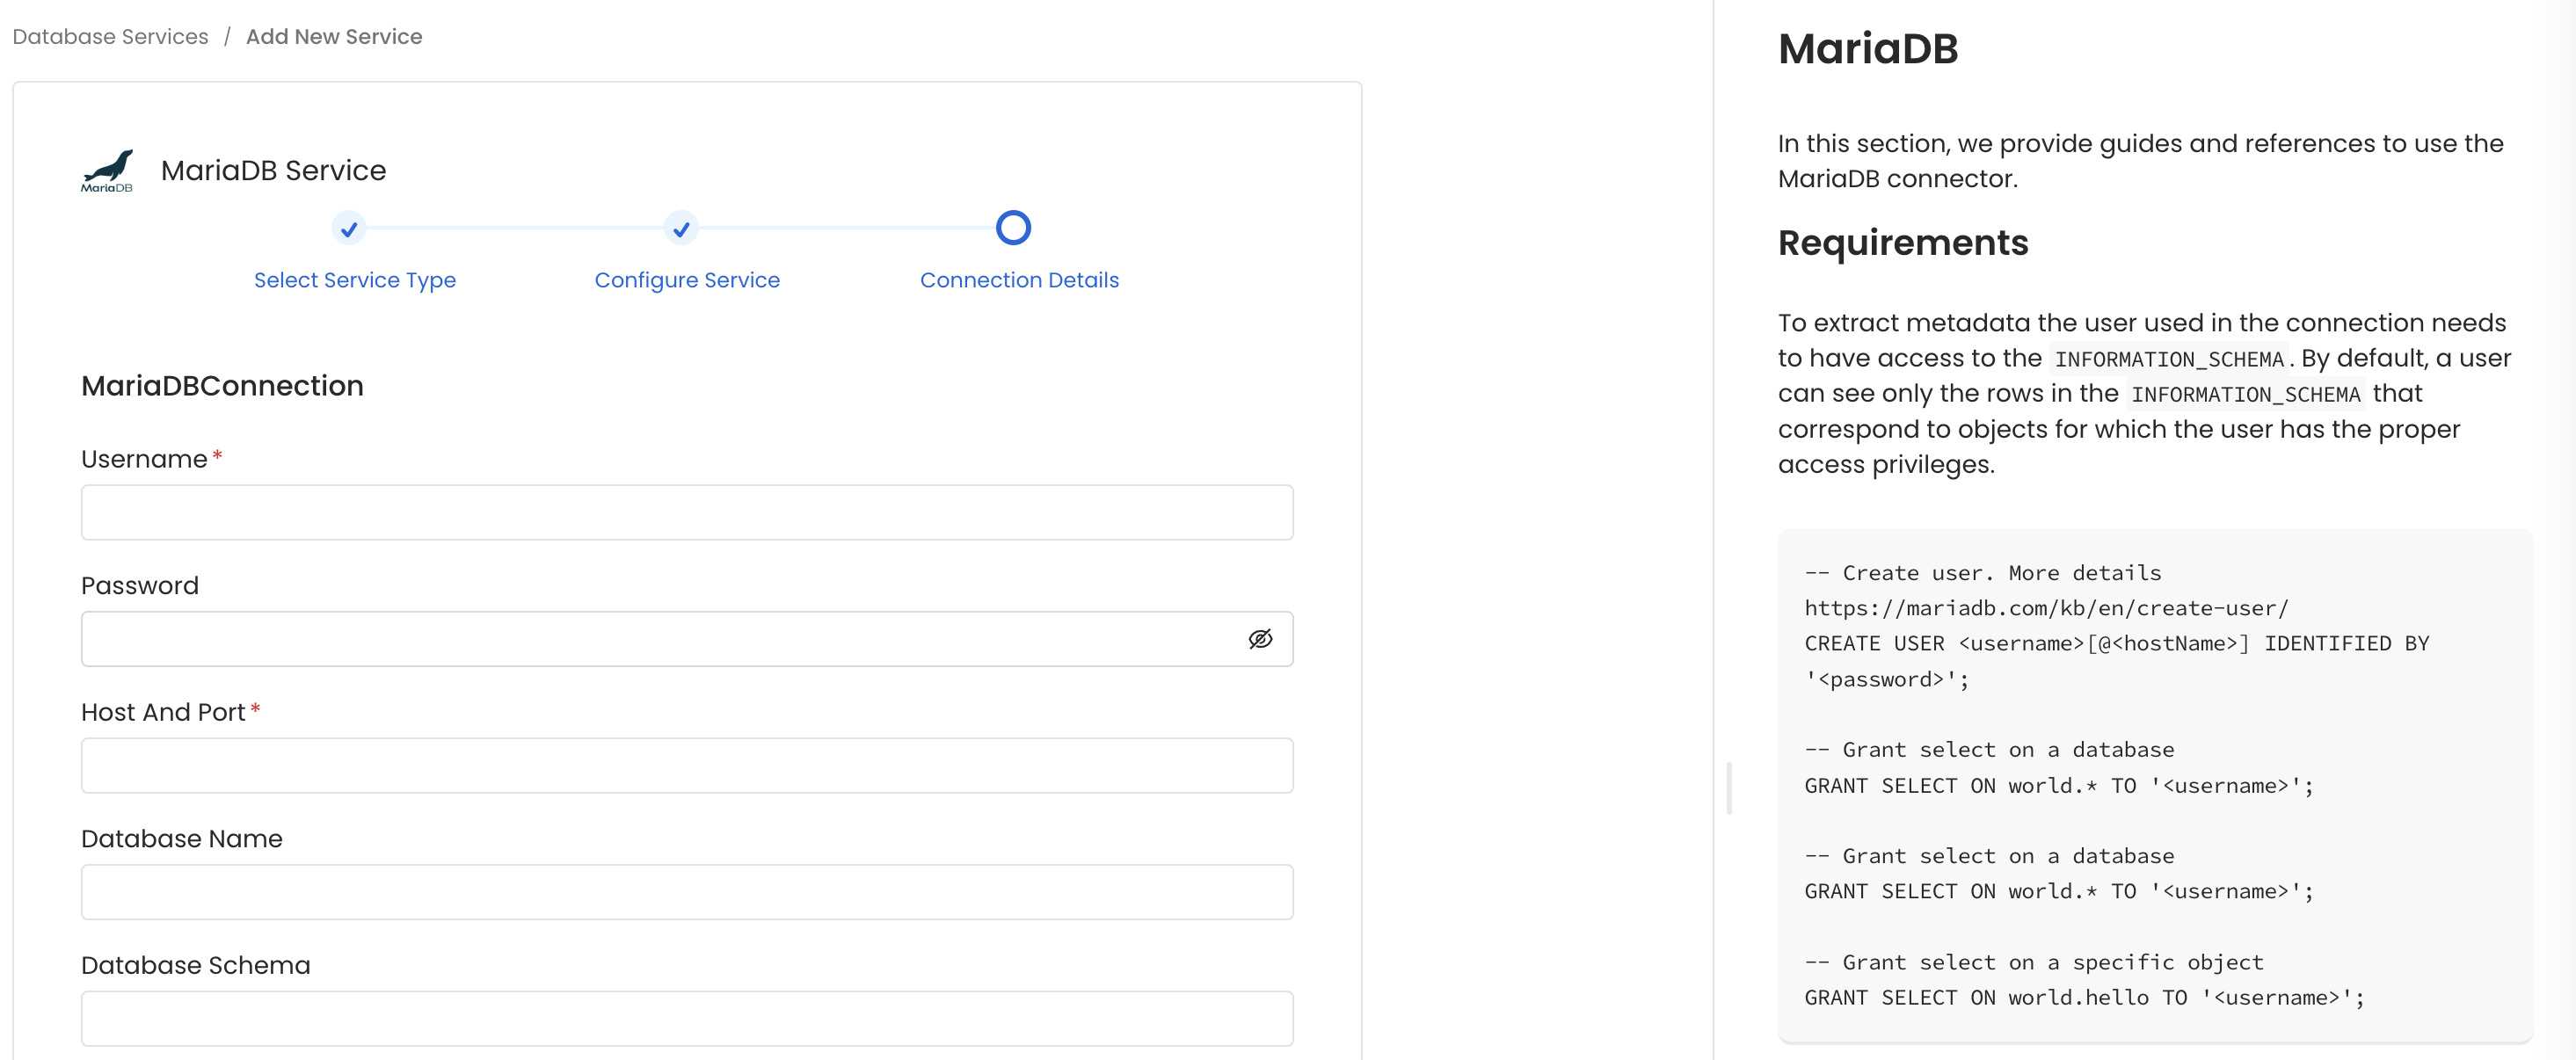 Database Services / Add New Service
MariaDB
MariaDB Service
Select Service Type
Configure Service
Connection Details
MariaDBConnection
Username*
Password
Host And Port*
Database Name
Database Schema
MariaDB
In this section, we provide guides and references to use the
MariaDB connector.
Requirements
To extract metadata the user used in the connection needs
to have access to the INFORMATION_SCHEMA. By default, a user
can see only the rows in the INFORMATION_SCHEMA that
correspond to objects for which the user has the proper
access privileges.
-- Create user. More details
https://mariadb.com/kb/en/create-user/
CREATE USER <username>[@<hostName>] IDENTIFIED BY
'<password>';
-- Grant select on a database
GRANT SELECT ON world.* TO '<username>';
-- Grant select on a database
GRANT SELECT ON world.* TO '<username>';
-- Grant select on a specific object
GRANT SELECT ON world.hello TO '<username>';